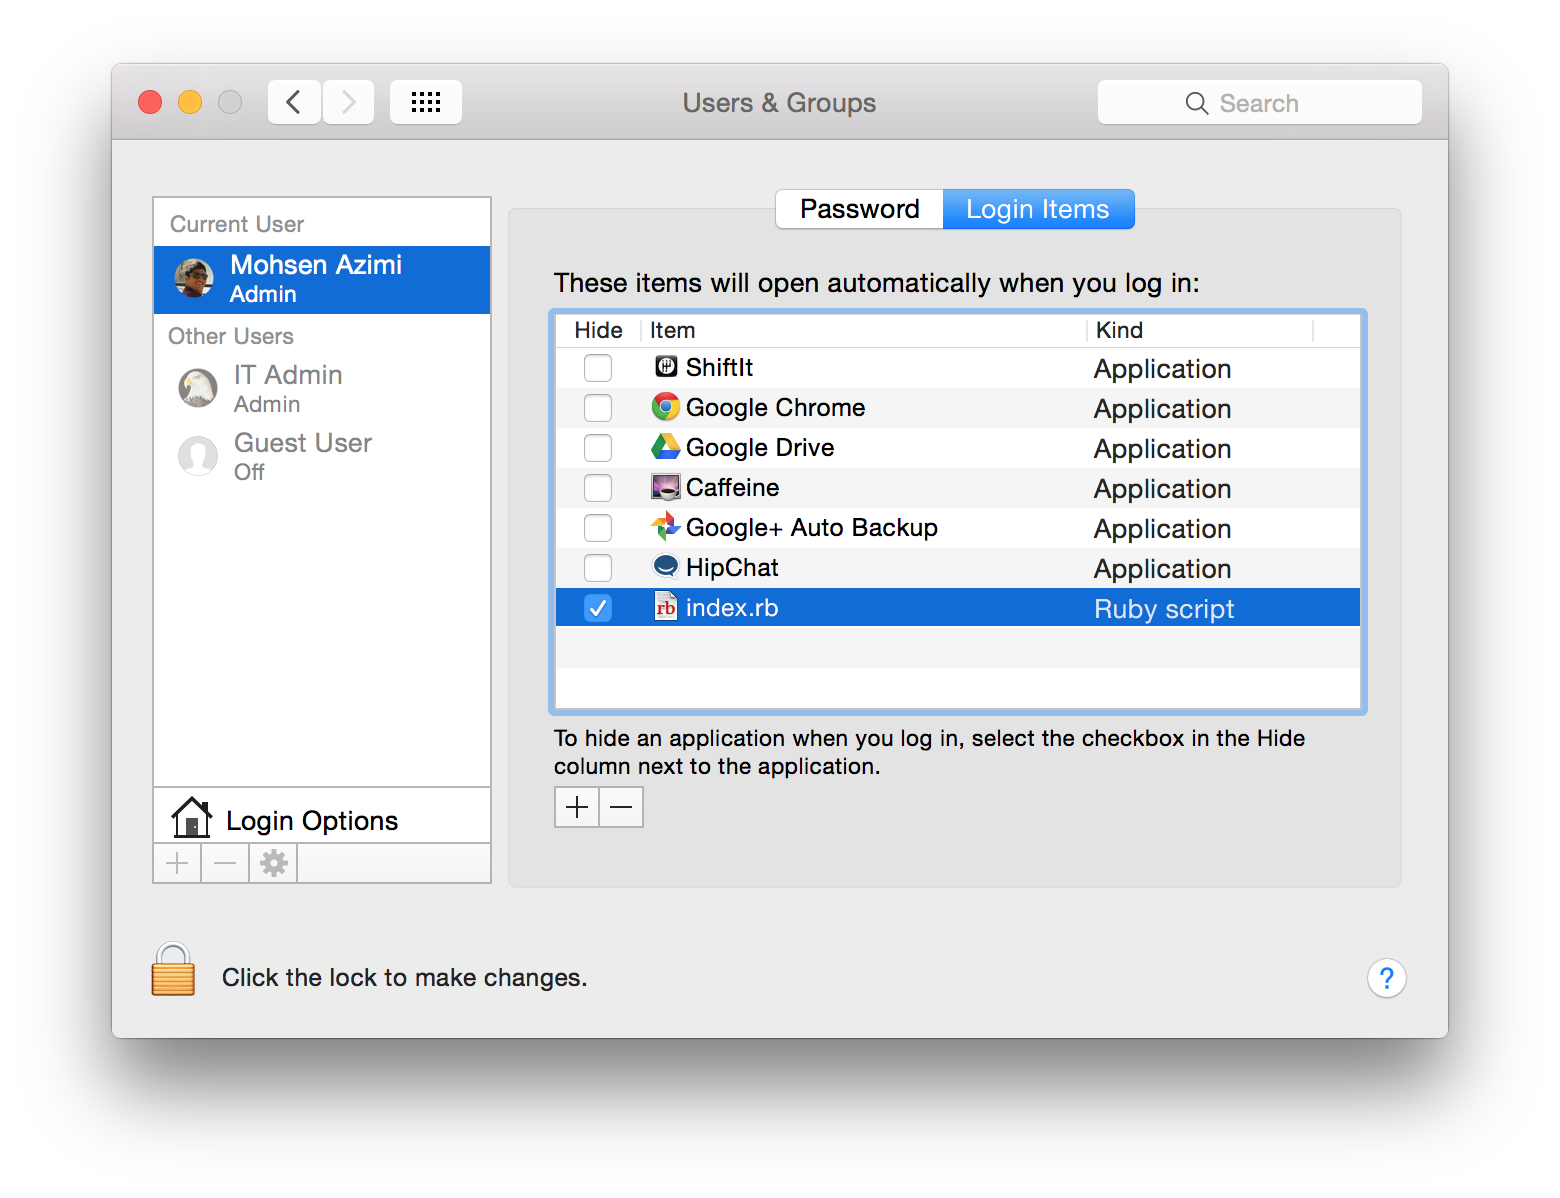 Users & Groups
Search
Current User
Mohsen Azimi
Admin
Other Users
IT Admin
Admin
Guest User
Off
Login Options
Password
Login Items
These items will open automatically when you log in:
Hide Item Kind
ShiftIt Application
Google Chrome Application
Google Drive Application
Caffeine Application
Google+ Auto Backup Application
HipChat Application
rb index.rb Ruby script
To hide an application when you log in, select the checkbox in the Hide
column next to the application.
Click the lock to make changes.
?